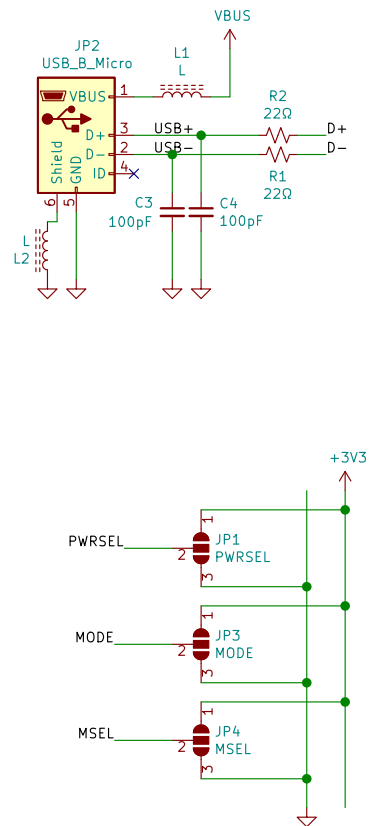 VBUS
L1
L
JP2
USB_B_Micro
VBUS
1
R2
22Ω
D+
3
USB+
D+
D-
2
USB-
D-
ID
4
R1
22Ω
Shield
GND
6
5
C3
100pF
C4
100pF
L
L2
+3V3
1
PWRSEL
JP1
2
PWRSEL
3
1
MODE
JP3
2
MODE
3
1
MSEL
JP4
2
MSEL
3